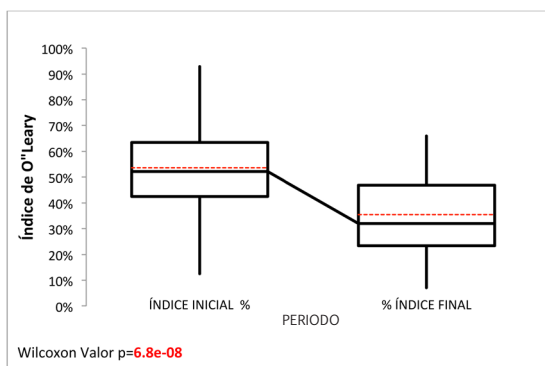 100%
90%
80%
70%
60%
50%
40%
30%
20%
10%
0%
Índice de O"Leary
ÍNDICE INICIAL %
% ÍNDICE FINAL
PERIODO
Wilcoxon Valor p=6.8e-08